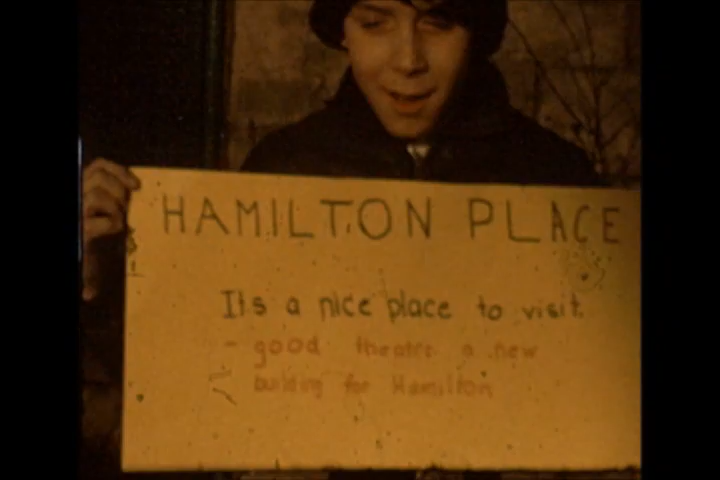 HAMILTON PLACE
Its a nice place to visit.
- good theatre a new
building for Hamilton